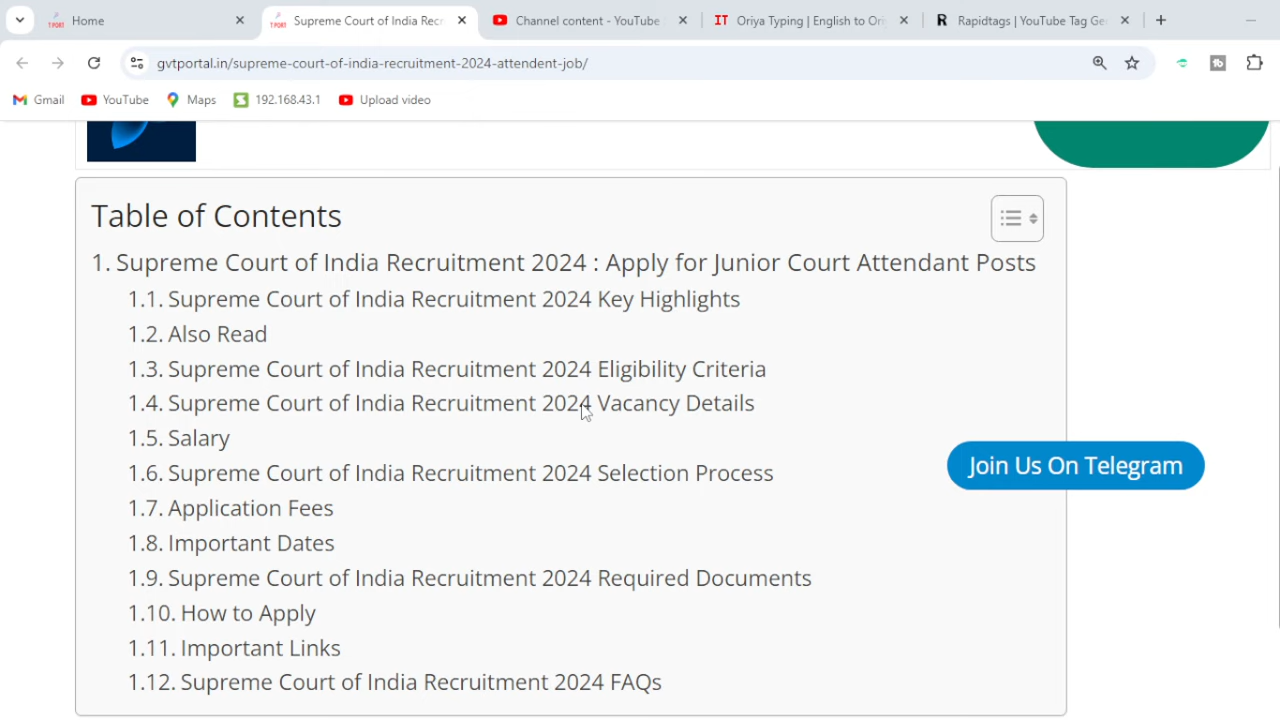 T.PORT Home
T.PORT Supreme Court of India Recr
Channel content - YouTube
IT Oriya Typing | English to Ori
R Rapidtags | YouTube Tag Ge
gvtportal.in/supreme-court-of-india-recruitment-2024-attendent-job/
Gmail YouTube Maps 192.168.43.1 Upload video
Table of Contents
1. Supreme Court of India Recruitment 2024 : Apply for Junior Court Attendant Posts
1.1. Supreme Court of India Recruitment 2024 Key Highlights
1.2. Also Read
1.3. Supreme Court of India Recruitment 2024 Eligibility Criteria
1.4. Supreme Court of India Recruitment 2024 Vacancy Details
1.5. Salary
1.6. Supreme Court of India Recruitment 2024 Selection Process
Join Us On Telegram
1.7. Application Fees
1.8. Important Dates
1.9. Supreme Court of India Recruitment 2024 Required Documents
1.10. How to Apply
1.11. Important Links
1.12. Supreme Court of India Recruitment 2024 FAQs